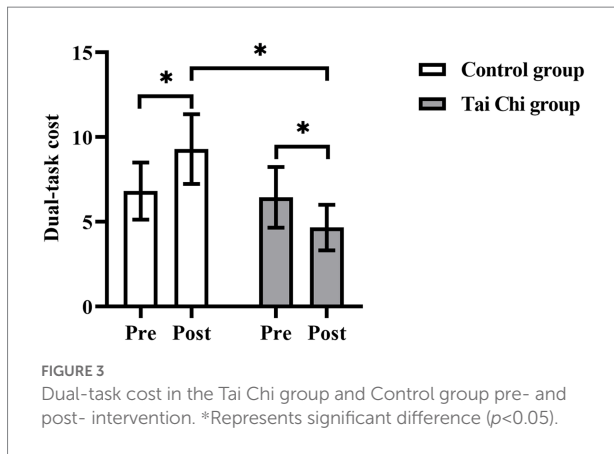 15
10
5
0
Dual-task cost
*
*
*
Control group
Tai Chi group
Pre Post Pre Post
FIGURE 3
Dual-task cost in the Tai Chi group and Control group pre- and
post- intervention. *Represents significant difference (p<0.05).